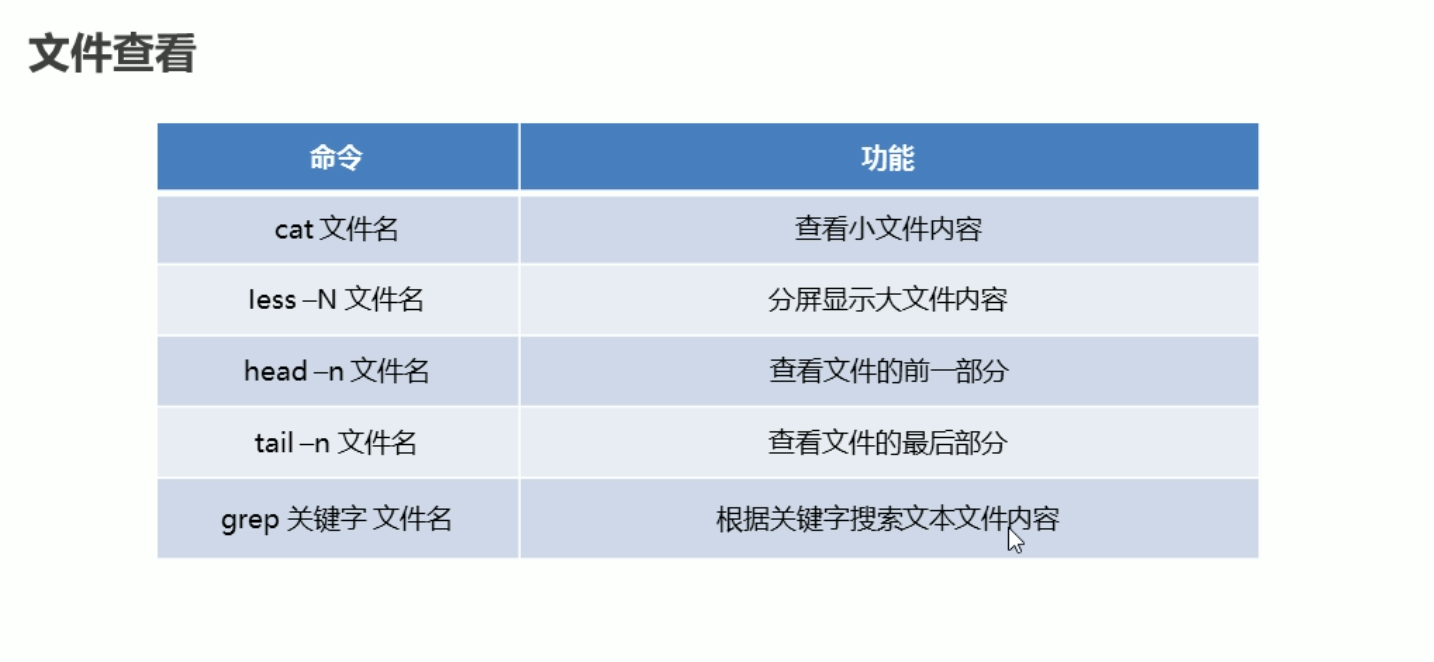 文件查看
命令 功能
cat 文件名 查看小文件内容
less –N 文件名 分屏显示大文件内容
head –n 文件名 查看文件的前一部分
tail –n 文件名 查看文件的最后部分
grep 关键字 文件名 根据关键字搜索文本文件内容